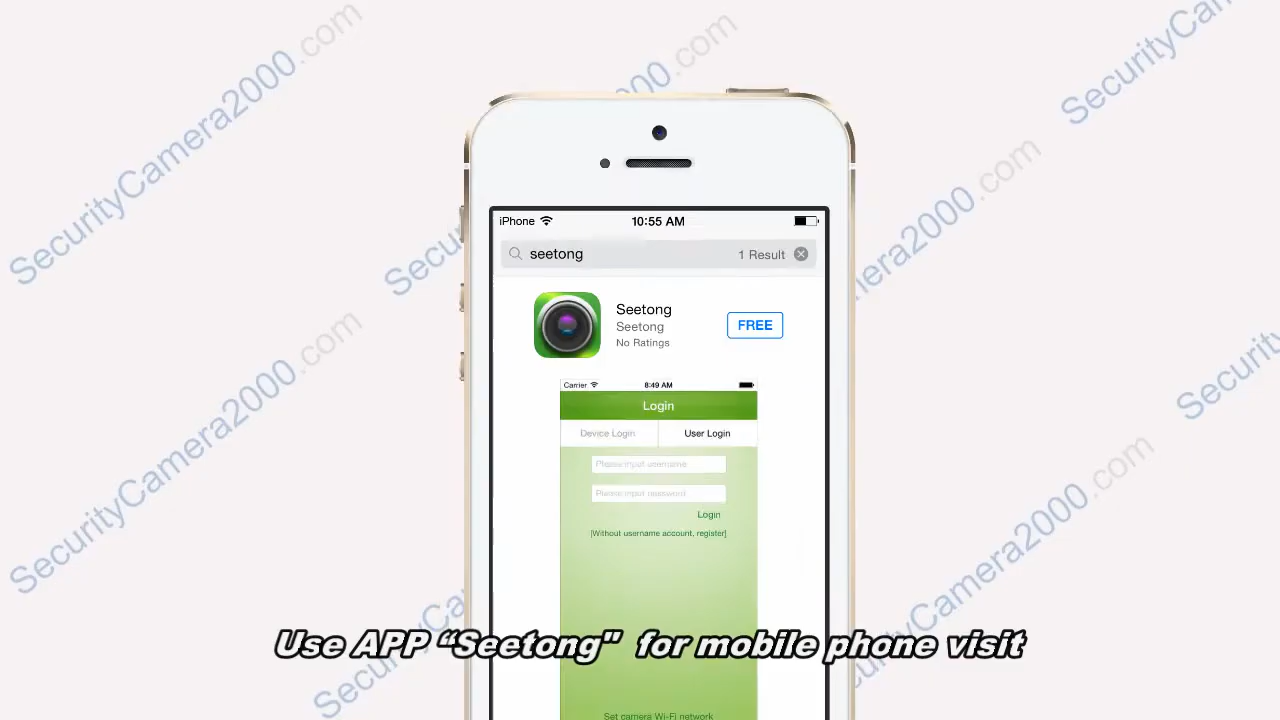 SecurityCamera2000.com
SecurityCamera2000.com
iPhone 10:55 AM
seetong 1 Result
Seetong
Seetong
No Ratings
FREE
Carrier 8:49 AM
Login
Device Login User Login
Please input username
Please input password
Login
[Without username account, register]
Use APP “Seetong" for mobile phone visit
Set camera Wi-Fi network